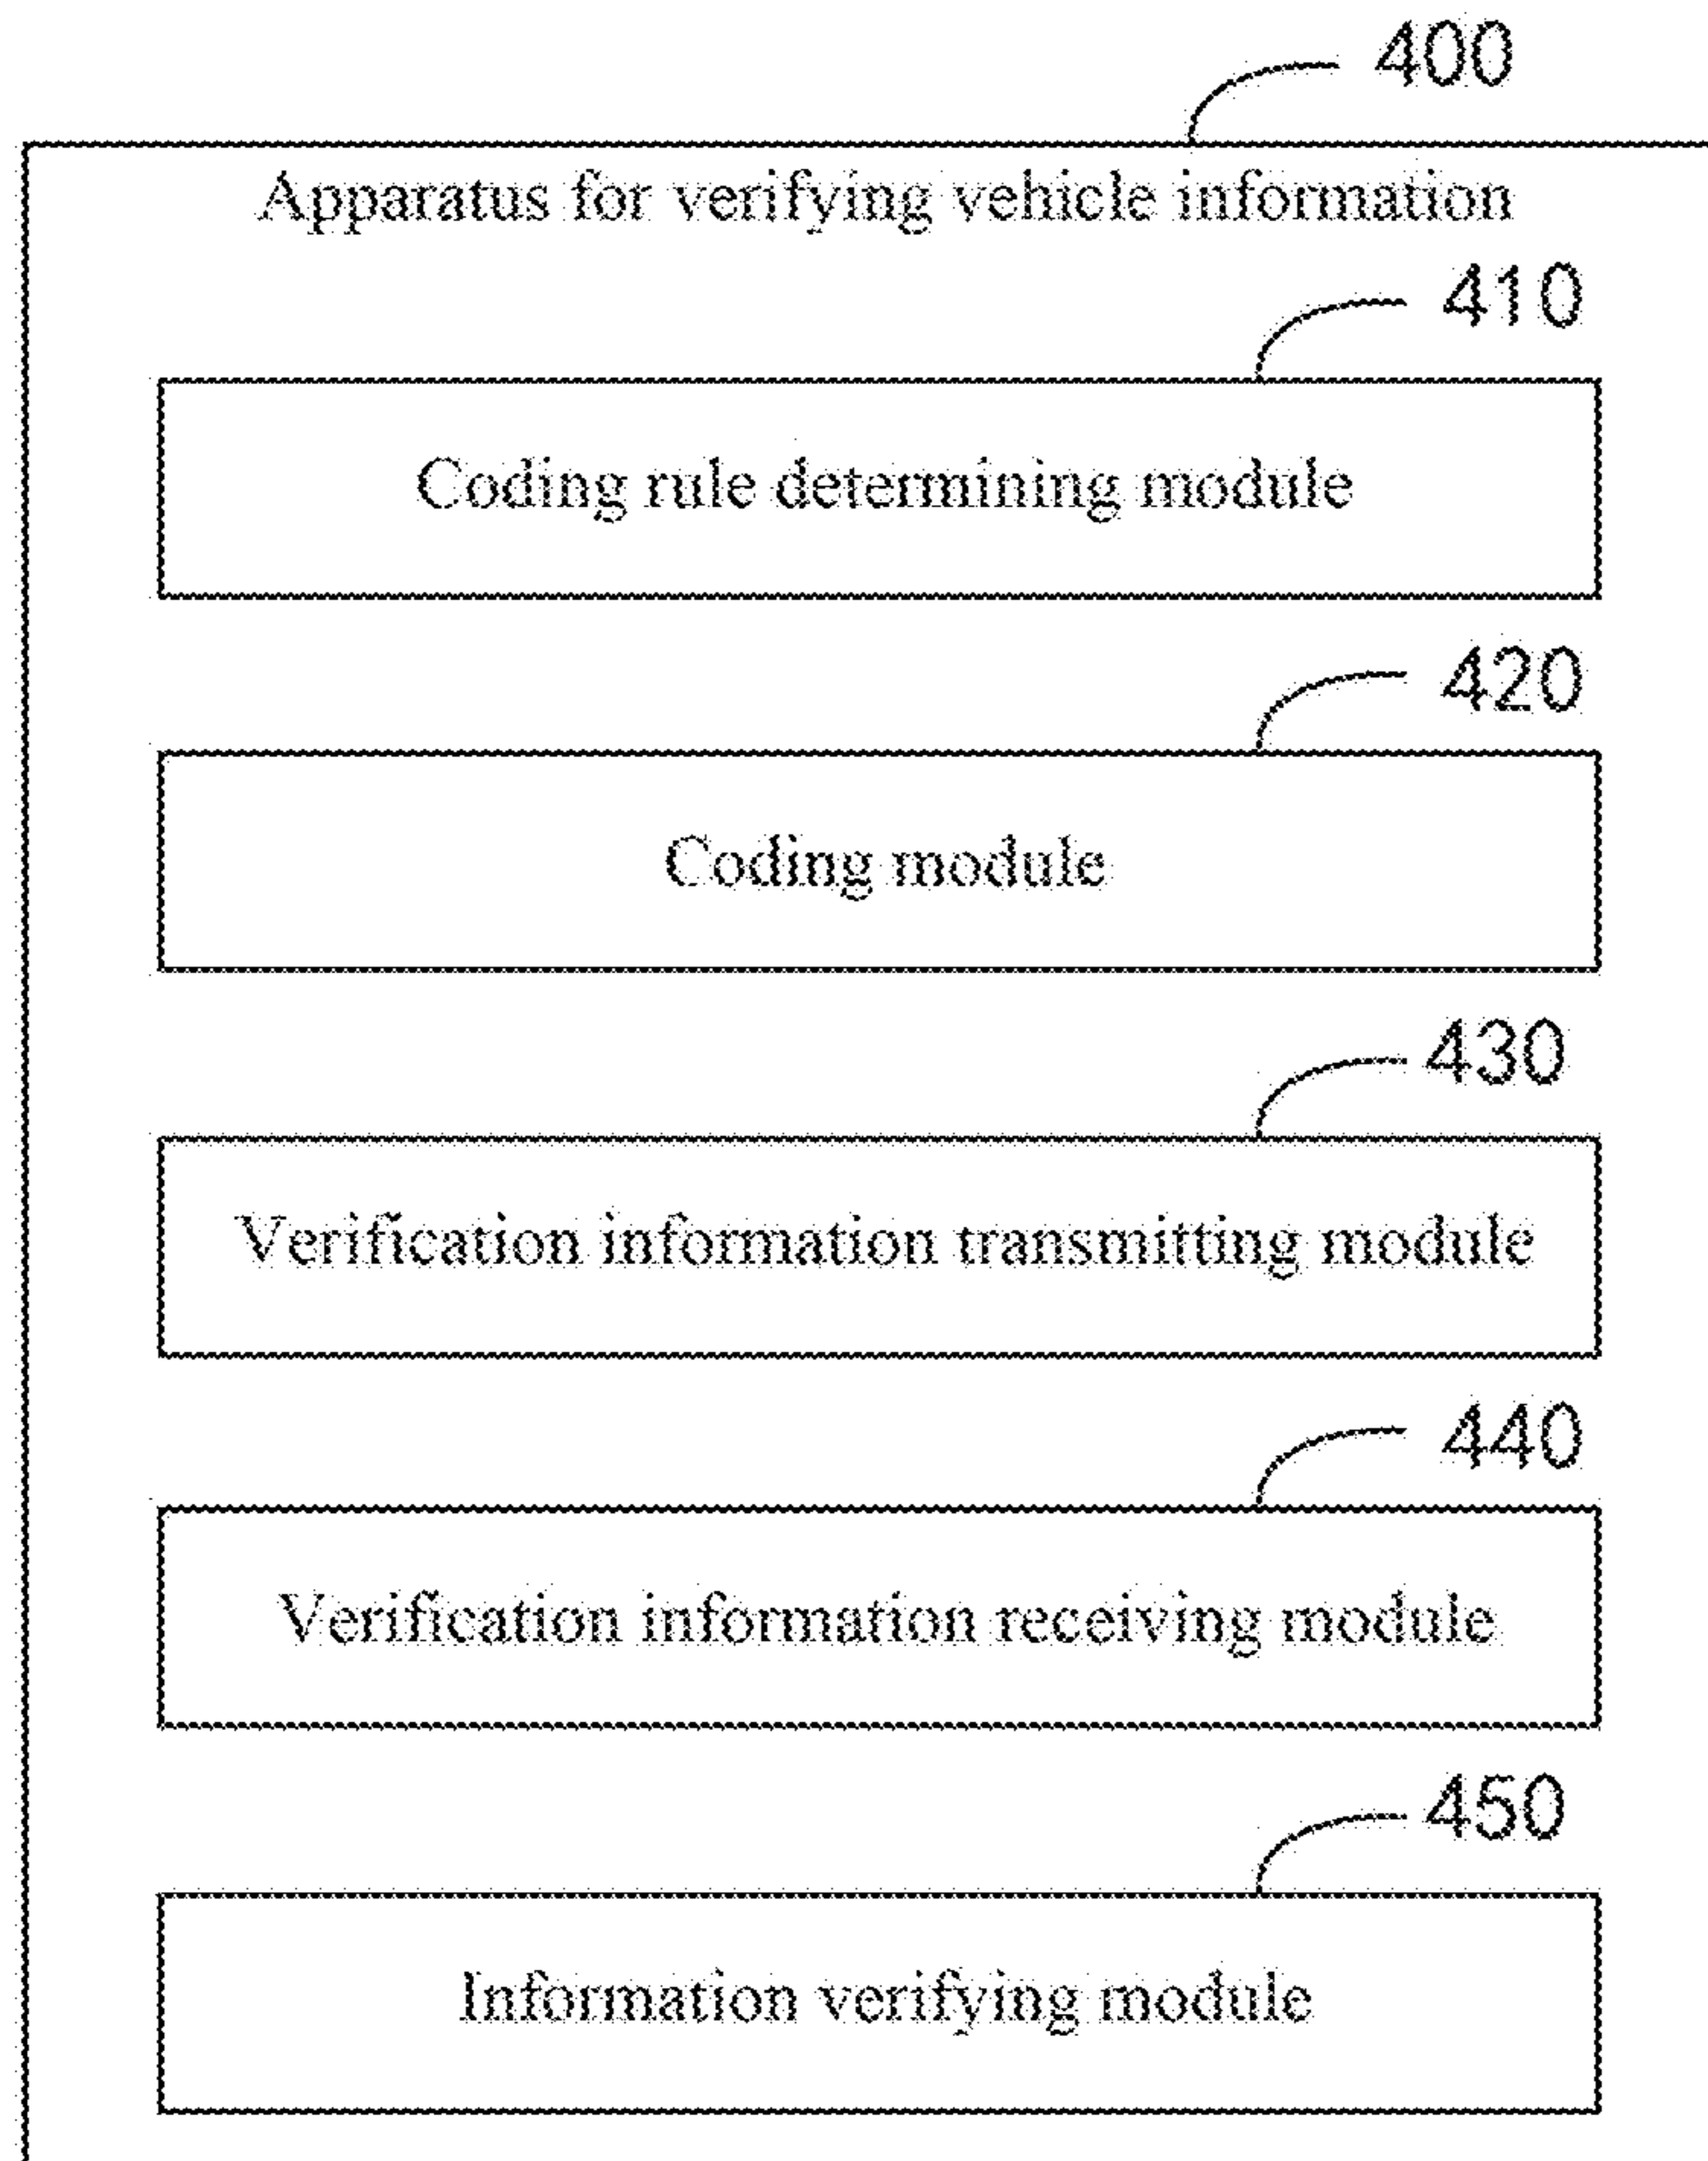 400
Apparatus for verifying vehicle information
410
Coding rule determining module
420
Coding module
430
Verification information transmitting module
440
Verification information receiving module
450
Information verifying module